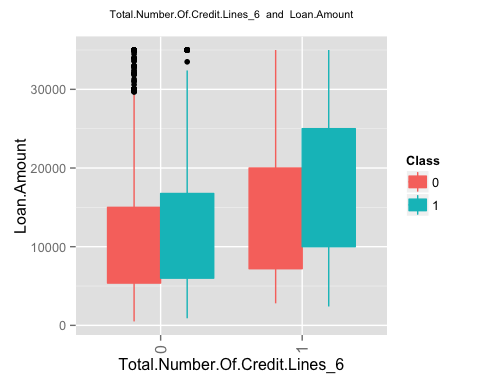 Total.Number.Of.Credit.Lines_6 and Loan.Amount
Loan.Amount
30000
20000
10000
0
0
1
Total.Number.Of.Credit.Lines_6
Class
0
1